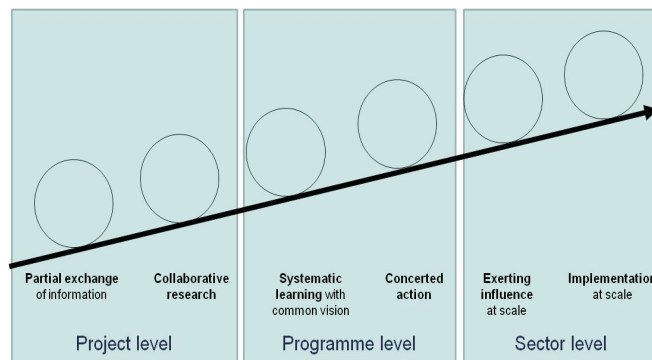 Partial exchange
of information
Collaborative
research
Systematic
learning with
common vision
Concerted
action
Exerting
influence
at scale
Implementation
at scale
Project level
Programme level
Sector level